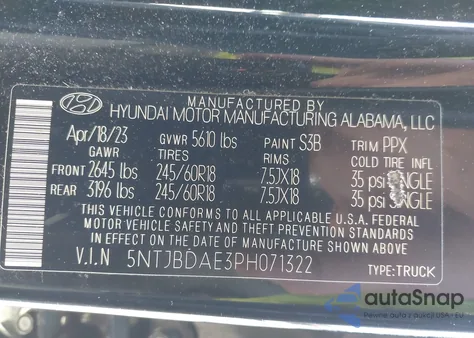 MANUFACTURED BY
HYUNDAI MOTOR MANUFACTURING ALABAMA, LLC
Apr/18/23 GVWR 5610 lbs PAINT S3B TRIM PPX
GAWR TIRES RIMS COLD TIRE INFL
FRONT 2645 lbs 245/60R18 7.5JX18 35 psi SINGLE
REAR 3196 lbs 245/60R18 7.5JX18 35 psi SINGLE
THIS VEHICLE CONFORMS TO ALL APPLICABLE U.S.A. FEDERAL
MOTOR VEHICLE SAFETY AND THEFT PREVENTION STANDARDS
IN EFFECT ON THE DATE OF MANUFACTURE SHOWN ABOVE.
V.I.N 5NTJBDAE3PH071322 TYPE:TRUCK
autoSnap